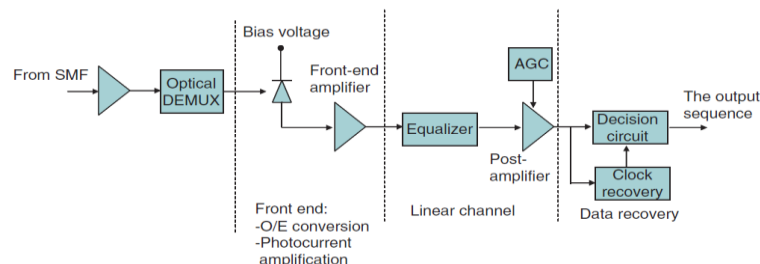 From SMF
Optical
DEMUX
Bias voltage
Front-end
amplifier
Equalizer
AGC
Post-
amplifier
Decision
circuit
Clock
recovery
The output
sequence
Front end:
-O/E conversion
-Photocurrent
amplification
Linear channel
Data recovery